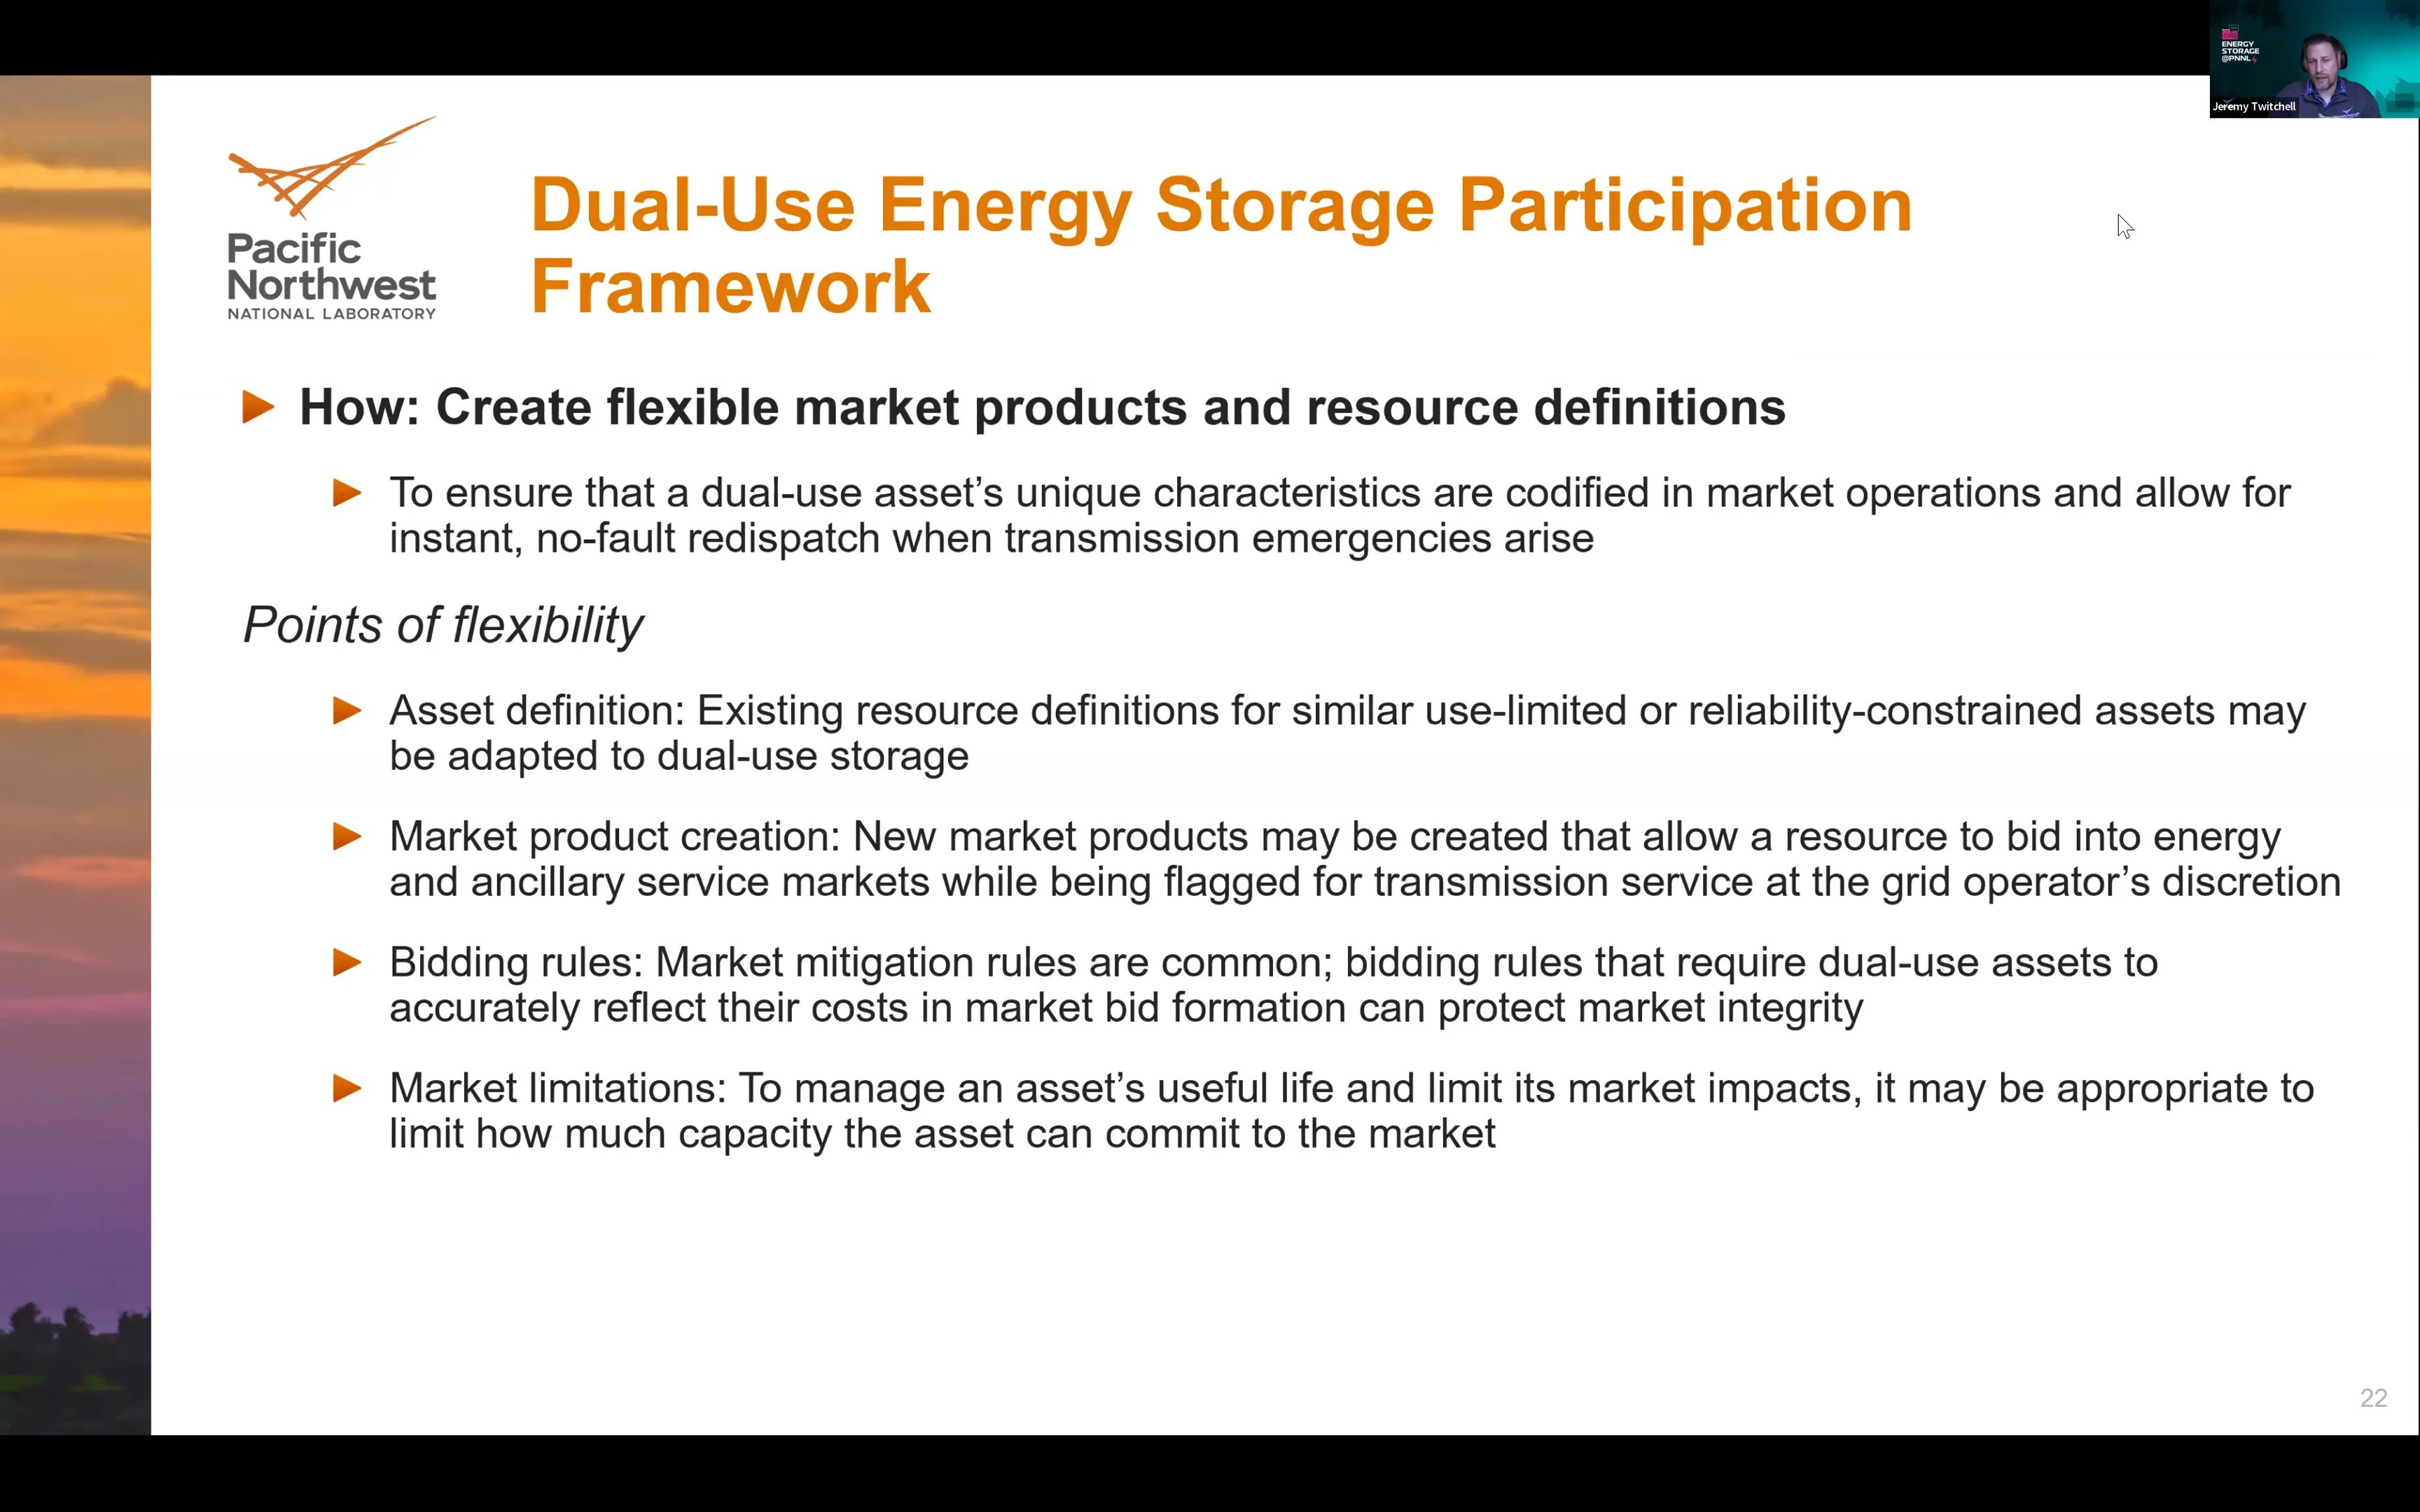 ENERGY
STORAGE
@PNNL
Jeremy Twitchell
Pacific
Northwest
NATIONAL LABORATORY
Dual-Use Energy Storage Participation
Framework
How: Create flexible market products and resource definitions
To ensure that a dual-use asset’s unique characteristics are codified in market operations and allow for
instant, no-fault redispatch when transmission emergencies arise
Points of flexibility
Asset definition: Existing resource definitions for similar use-limited or reliability-constrained assets may
be adapted to dual-use storage
Market product creation: New market products may be created that allow a resource to bid into energy
and ancillary service markets while being flagged for transmission service at the grid operator’s discretion
Bidding rules: Market mitigation rules are common; bidding rules that require dual-use assets to
accurately reflect their costs in market bid formation can protect market integrity
Market limitations: To manage an asset’s useful life and limit its market impacts, it may be appropriate to
limit how much capacity the asset can commit to the market
22